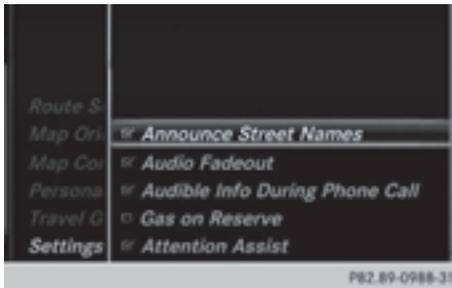 Route S
Map Ori
Announce Street Names
Map Co
Audio Fadeout
Persona
Audible Info During Phone Call
Travel G
Gas on Reserve
Settings
Attention Assist
P82.89-0988-31